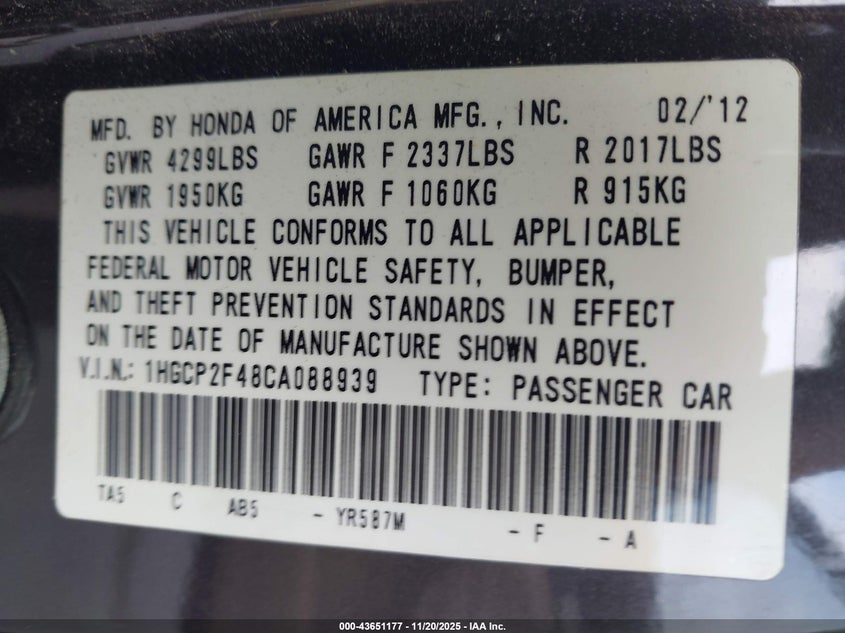 MFD. BY HONDA OF AMERICA MFG., INC. 02/'12
GVWR 4299LBS GAWR F 2337LBS R 2017LBS
GVWR 1950KG GAWR F 1060KG R 915KG
THIS VEHICLE CONFORMS TO ALL APPLICABLE
FEDERAL MOTOR VEHICLE SAFETY, BUMPER,
AND THEFT PREVENTION STANDARDS IN EFFECT
ON THE DATE OF MANUFACTURE SHOWN ABOVE.
V.I.N.: 1HGCP2F48CA088939 TYPE: PASSENGER CAR
TA5 C AB5 - YR587M - F - A
000-43651177 - 11/20/2025 - IAA Inc.